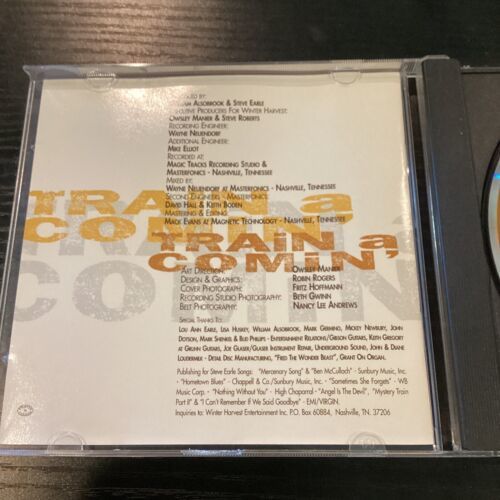 & STEVE EARLE
PRODUCERS FOR WINTER HARVEST:
OWSLEY MANIER & STEVE ROBERTS
RECORDING ENGINEER:
WAYNE NEUENDORF
ADDITIONAL ENGINEER:
MIKE ELLIOT
RECORDED AT:
MAGIC TRACKS RECORDING STUDIO &
MASTERFONICS - NASHVILLE, TENNESSEE
MIXED BY:
WAYNE NEUENDORF AT MASTERFONICS - NASHVILLE, TENNESSEE
SECOND ENGINEERS - MASTERFONICS:
DAVID HALL & KEITH BODEN
MASTERING & EDITING:
MARK EVANS AT MAGNETIC TECHNOLOGY - NASHVILLE, TENNESSEE
TRAIN a
COMIN'
TRAIN a
COMIN'
TRAIN
COMIN
ART DIRECTION: OWSLEY MANIER
DESIGN & GRAPHICS: ROBIN ROGERS
COVER PHOTOGRAPH: FRITZ HOFFMANN
RECORDING STUDIO PHOTOGRAPHY: BETH GWINN
BELT PHOTOGRAPHY: NANCY LEE ANDREWS
SPECIAL THANKS TO:
LOU ANN EARLE, LISA HUSKEY, WILLIAM ALSOBROOK, MARK GERMINO, MICKEY NEWBURY, JOHN
DOTSON, MARK SHENKEL & BUD PHILLIPS - ENTERTAINMENT RELATIONS/GIBSON GUITARS, KEITH GREGORY
AT GRUHN GUITARS, JOE GLASER/GLASER INSTRUMENT REPAIR, UNDERGROUND SOUND, JOHN & DIANE
LOUDERMILK - DETAIL DISC MANUFACTURING, "FRED THE WONDER BEAST", GRANT ON ORGAN.
Publishing for Steve Earle Songs: "Mercenary Song" & "Ben McCulloch" - Sunbury Music, Inc.
- "Hometown Blues" - Chappell & Co./Sunbury Music, Inc. - "Sometimes She Forgets" - WB
Music Corp. - "Nothing Without You" - High Chaparral - "Angel Is The Devil", "Mystery Train
Part II" & "I Can't Remember If We Said Goodbye" - EMI/VIRGIN.
Inquiries to: Winter Harvest Entertainment Inc. P.O. Box 60884, Nashville, TN. 37206